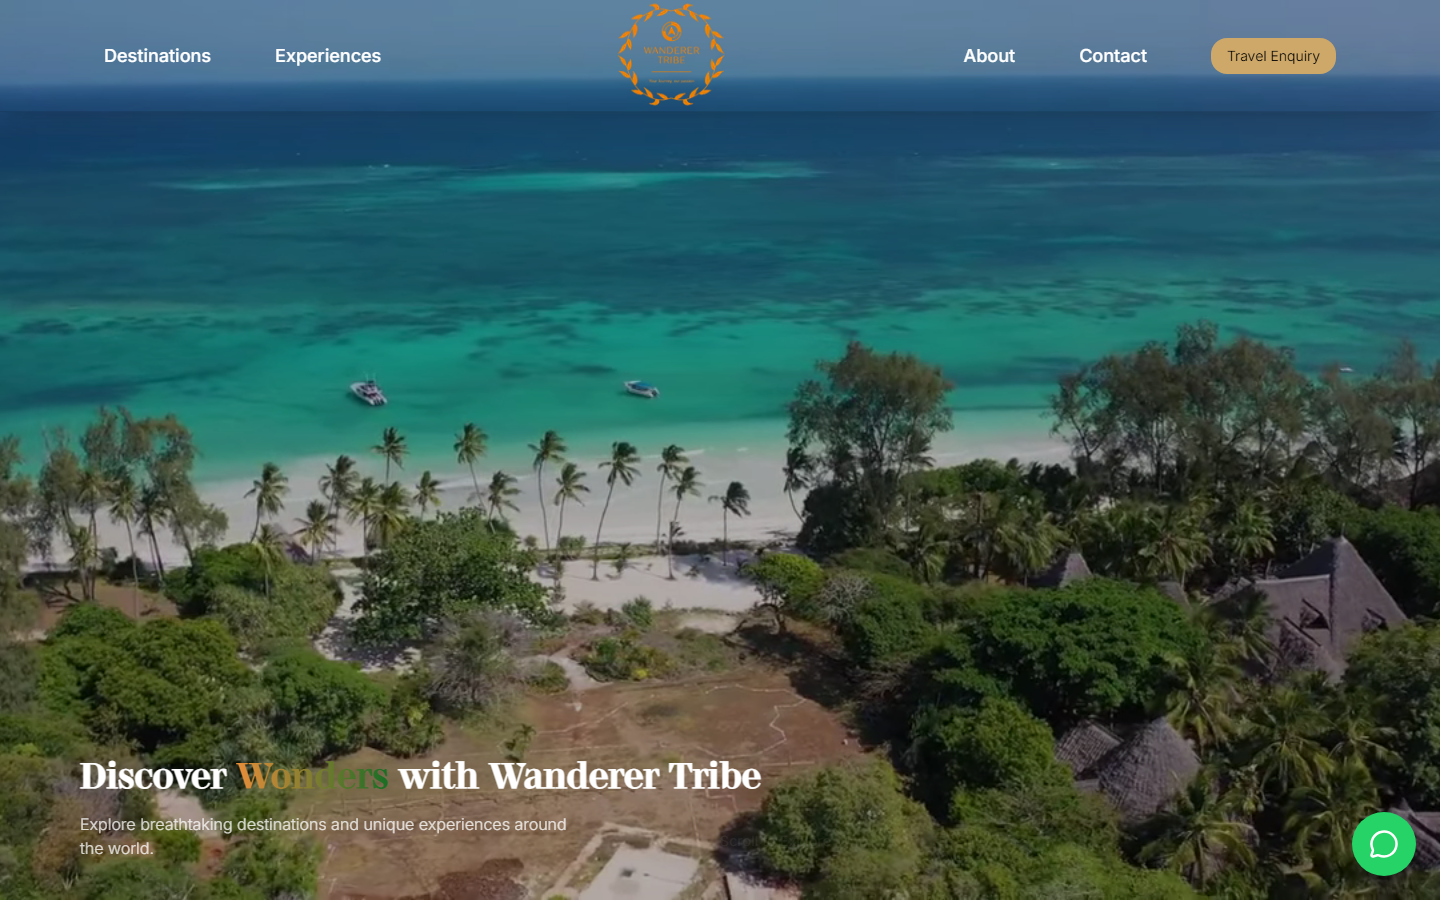 Destinations
Experiences
WANDERER
TRIBE
About
Contact
Travel Enquiry
Discover Wonders with Wanderer Tribe
Explore breathtaking destinations and unique experiences around
the world.